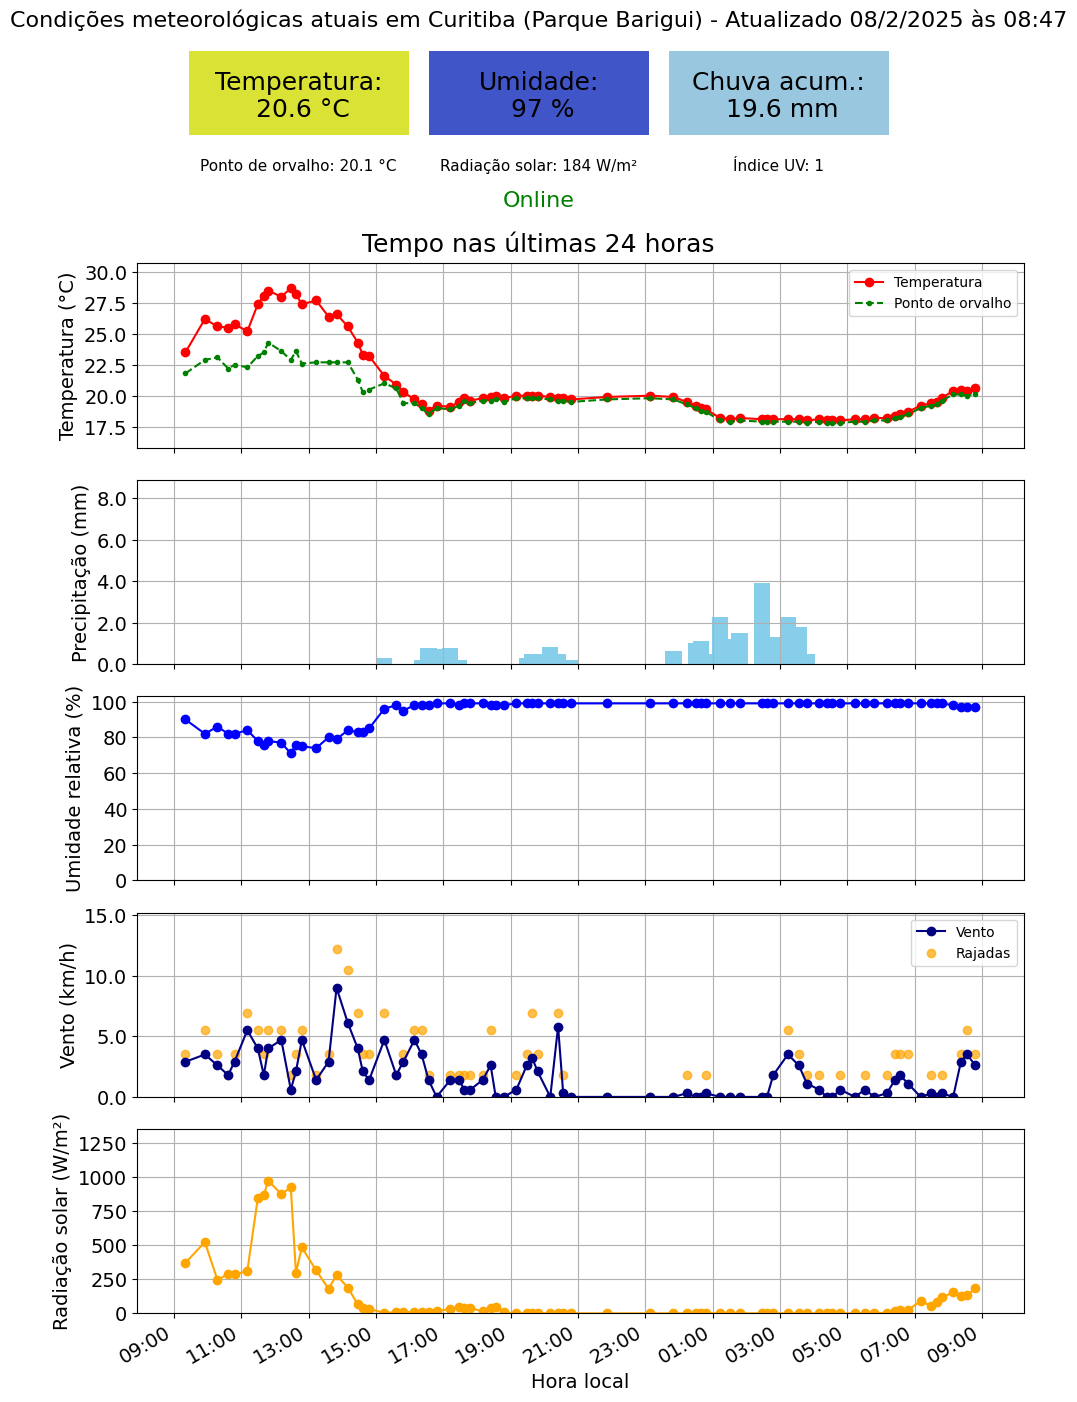 Condições meteorológicas atuais em Curitiba (Parque Barigui) - Atualizado 08/2/2025 às 08:47
Temperatura:
20.6 °C
Umidade:
97 %
Chuva acum.:
19.6 mm
Ponto de orvalho: 20.1 °C
Radiação solar: 184 W/m²
Índice UV: 1
Online
Tempo nas últimas 24 horas
Temperatura (°C)
30.0
27.5
25.0
22.5
20.0
17.5
Temperatura
Ponto de orvalho
Precipitação (mm)
8.0
6.0
4.0
2.0
0.0
Umidade relativa (%)
100
80
60
40
20
0
Vento (km/h)
15.0
10.0
5.0
0.0
Vento
Rajadas
Radiação solar (W/m²)
1250
1000
750
500
250
0
09:00
11:00
13:00
15:00
17:00
19:00
21:00
23:00
01:00
03:00
05:00
07:00
09:00
Hora local